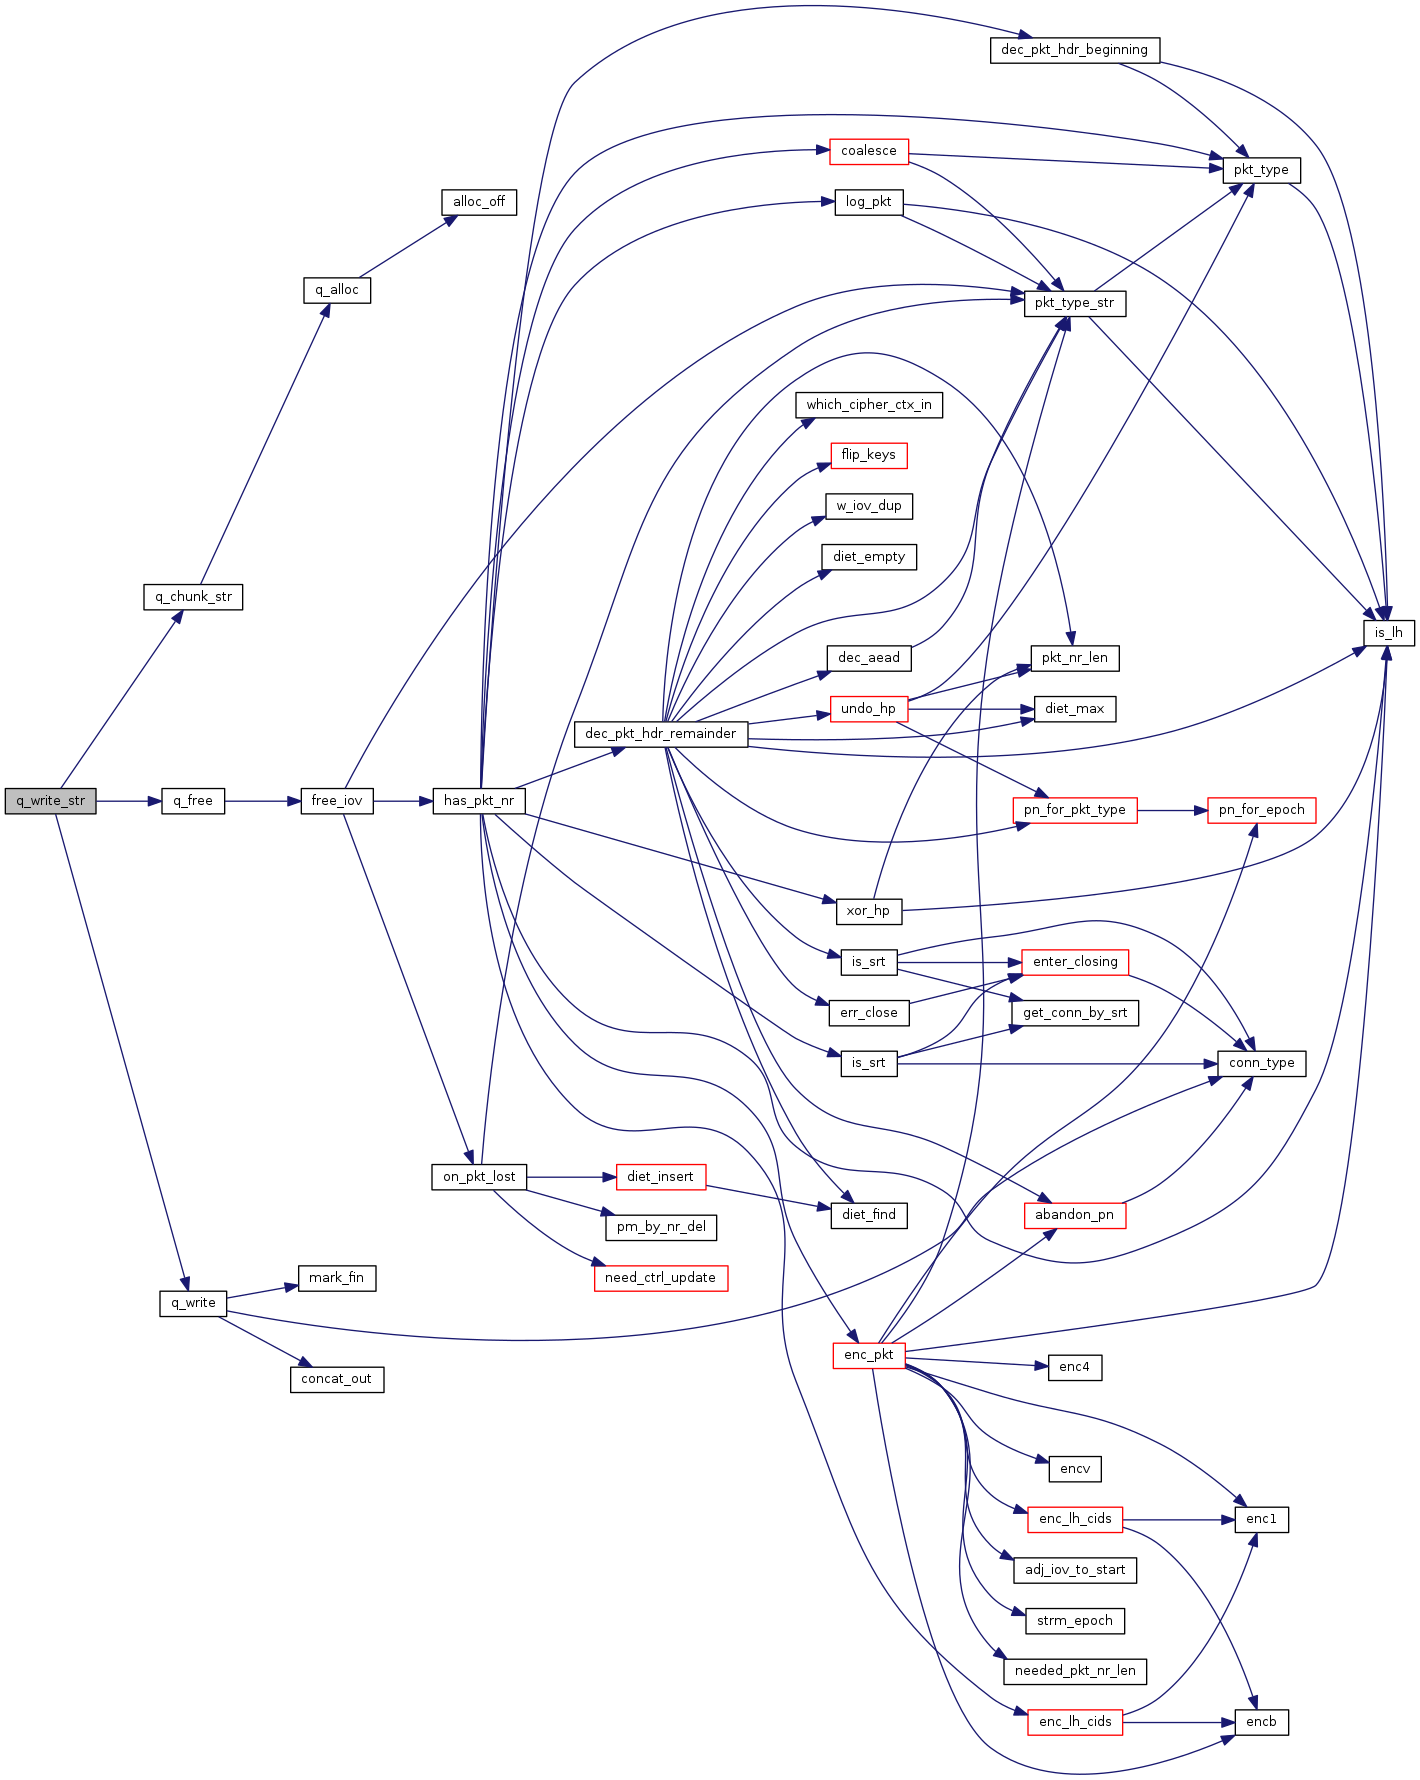 dec_pkt_hdr_beginning
coalesce
pkt_type
alloc_off
log_pkt
q_alloc
pkt_type_str
which_cipher_ctx_in
flip_keys
w_iov_dup
diet_empty
q_chunk_str
is_lh
dec_aead
pkt_nr_len
undo_hp
diet_max
dec_pkt_hdr_remainder
q_write_str
q_free
free_iov
has_pkt_nr
pn_for_pkt_type
pn_for_epoch
xor_hp
is_srt
enter_closing
err_close
get_conn_by_srt
is_srt
conn_type
on_pkt_lost
diet_insert
diet_find
abandon_pn
pm_by_nr_del
mark_fin
need_ctrl_update
q_write
enc_pkt
enc4
concat_out
encv
enc_lh_cids
enc1
adj_iov_to_start
strm_epoch
needed_pkt_nr_len
enc_lh_cids
encb